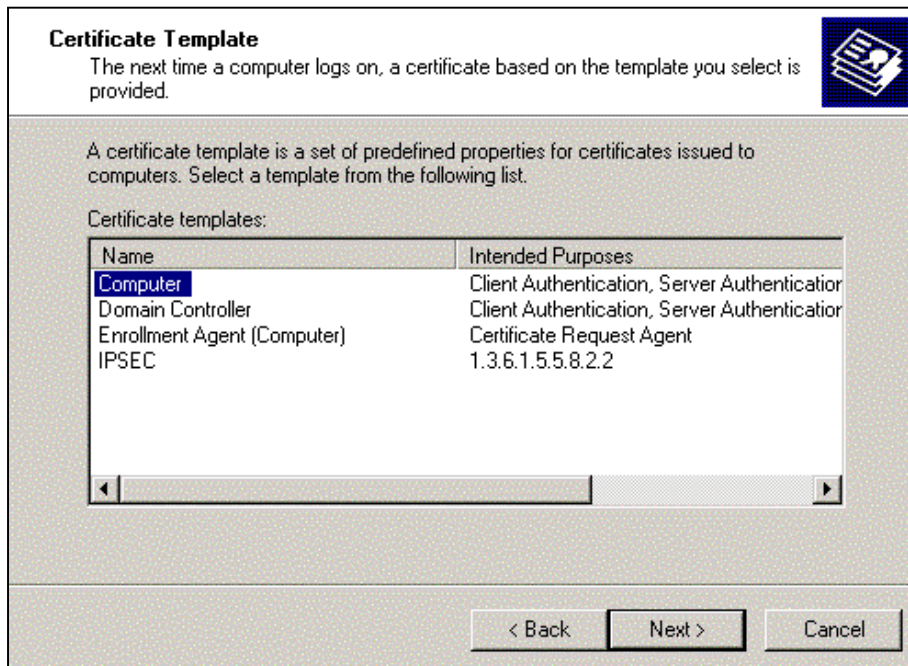 Certificate Template
The next time a computer logs on, a certificate based on the template you select is
provided.
A certificate template is a set of predefined properties for certificates issued to
computers. Select a template from the following list.
Certificate templates:
Name Intended Purposes
Computer Client Authentication, Server Authentication
Domain Controller Client Authentication, Server Authentication
Enrollment Agent (Computer) Certificate Request Agent
IPSEC 1.3.6.1.5.5.8.2.2
< Back Next > Cancel